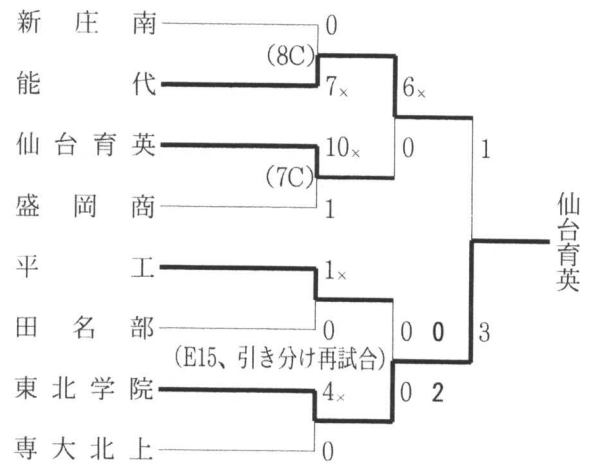 新庄南 0
(8C)
能代 7× 6×
仙台育英 10× 0 1
(7C)
盛岡商 1
仙台育英
平工 1×
田名部 0 0 0 3
(E15、引き分け再試合)
東北学院 4× 0 2
専大北上 0